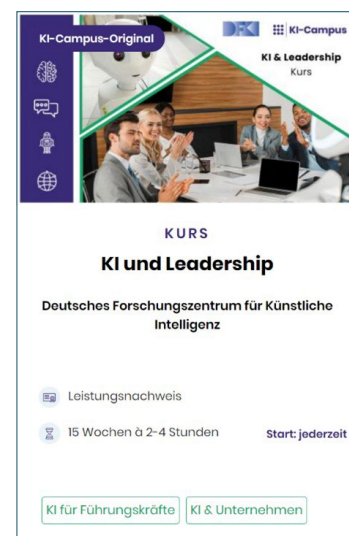 KI-Campus-Original
DFKI
KI-Campus
KI & Leadership
Kurs
KURS
KI und Leadership
Deutsches Forschungszentrum für Künstliche
Intelligenz
Leistungsnachweis
15 Wochen à 2-4 Stunden
Start: jederzeit
KI für Führungskräfte
KI & Unternehmen